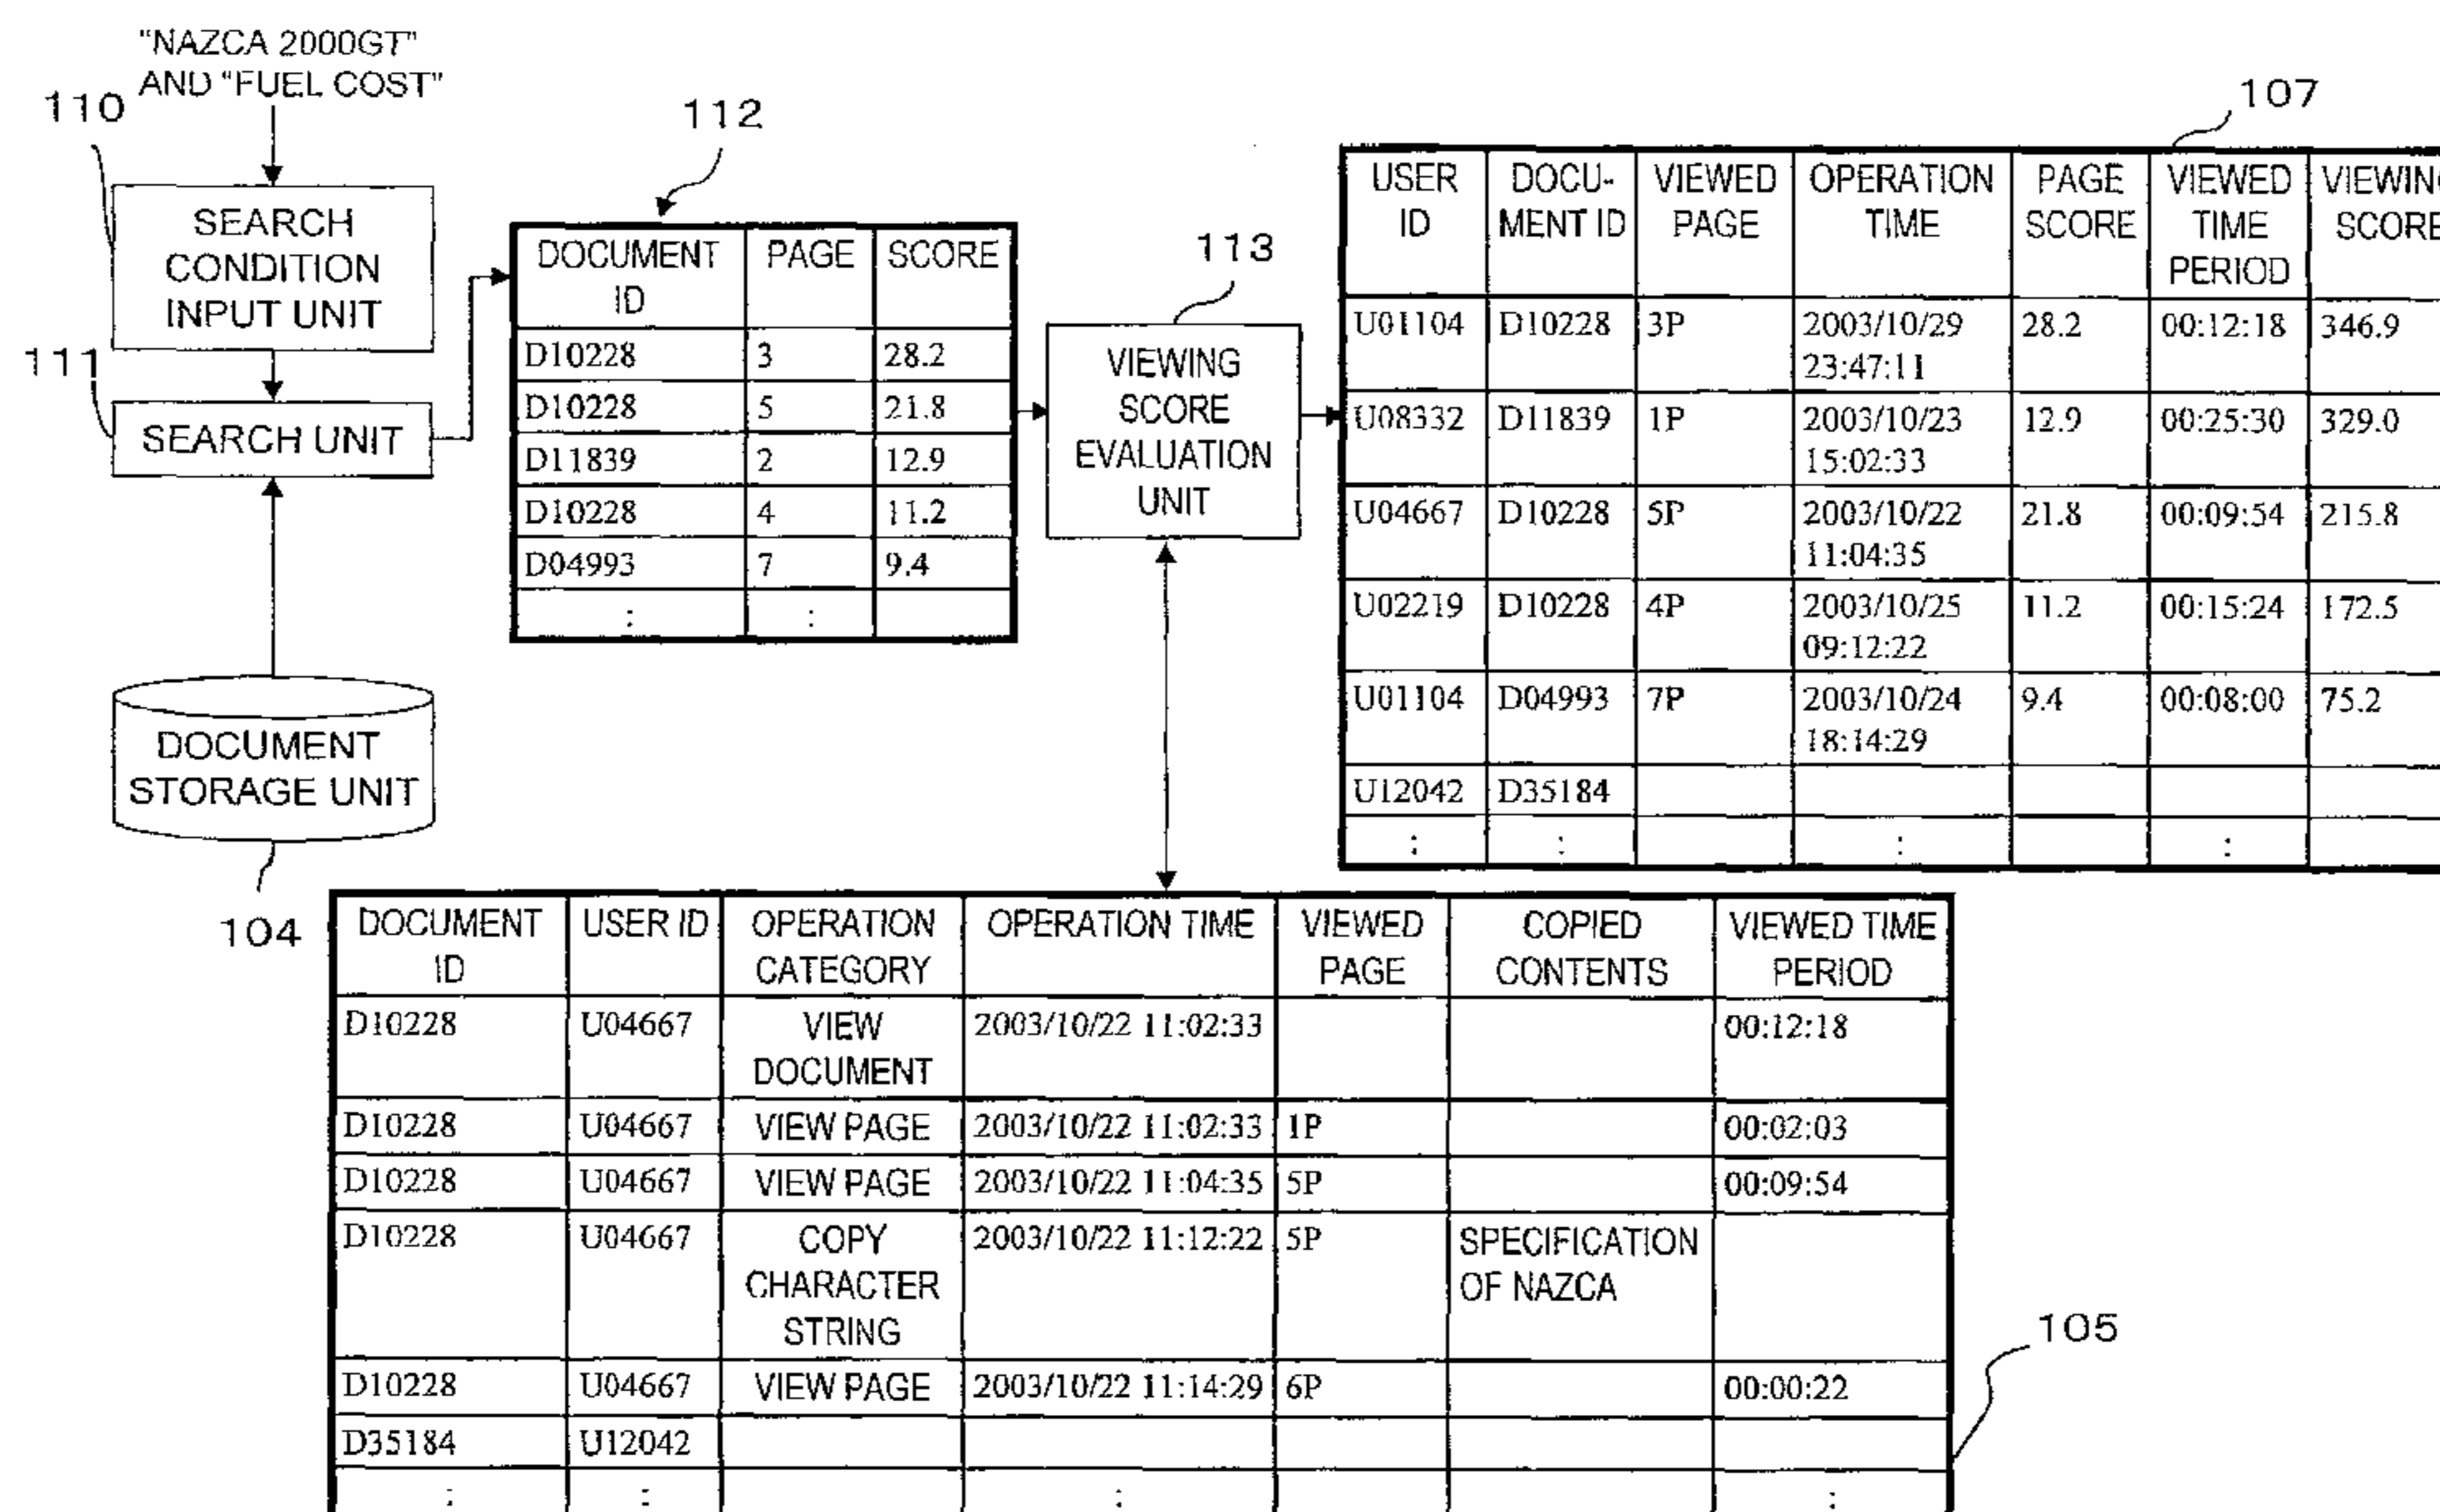 "NAZCA 2000GT"
AND "FUEL COST"
110
SEARCH
CONDITION
INPUT UNIT
111
SEARCH UNIT
DOCUMENT
STORAGE UNIT
104
112
DOCUMENT ID PAGE SCORE
D10228 3 28.2
D10228 5 21.8
D11839 2 12.9
D10228 4 11.2
D04993 7 9.4
: :
113
VIEWING
SCORE
EVALUATION
UNIT
107
USER ID DOCU-MENT ID VIEWED PAGE OPERATION TIME PAGE SCORE VIEWED TIME PERIOD VIEWING SCORE
U01104 D10228 3P 2003/10/29 23:47:11 28.2 00:12:18 346.9
U08332 D11839 1P 2003/10/23 15:02:33 12.9 00:25:30 329.0
U04667 D10228 5P 2003/10/22 11:04:35 21.8 00:09:54 215.8
U02219 D10228 4P 2003/10/25 09:12:22 11.2 00:15:24 172.5
U01104 D04993 7P 2003/10/24 18:14:29 9.4 00:08:00 75.2
U12042 D35184
: : : :
DOCUMENT ID USER ID OPERATION CATEGORY OPERATION TIME VIEWED PAGE COPIED CONTENTS VIEWED TIME PERIOD
D10228 U04667 VIEW DOCUMENT 2003/10/22 11:02:33 00:12:18
D10228 U04667 VIEW PAGE 2003/10/22 11:02:33 1P 00:02:03
D10228 U04667 VIEW PAGE 2003/10/22 11:04:35 5P 00:09:54
D10228 U04667 COPY CHARACTER STRING 2003/10/22 11:12:22 5P SPECIFICATION OF NAZCA
D10228 U04667 VIEW PAGE 2003/10/22 11:14:29 6P 00:00:22
D35184 U12042
: : : :
105